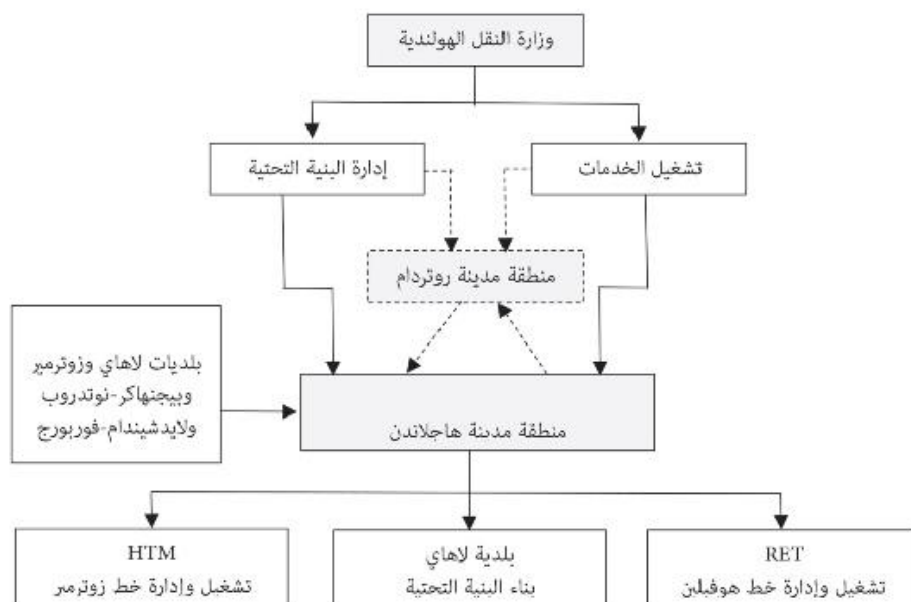 وزارة النقل الهولندية
تشغيل الخدمات
إدارة البنية التحتية
منطقة مدينة روتردام
بلديات لاهاي وزوترمير
وبيجنهاكر-نوتدروب
ولايدشيندام-فوربورج
منطقة مدينة هاجلاندن
RET
تشغيل وإدارة خط هوفبلين
بلدية لاهاي
بناء البنية التحتية
HTM
تشغيل وإدارة خط زوترمير